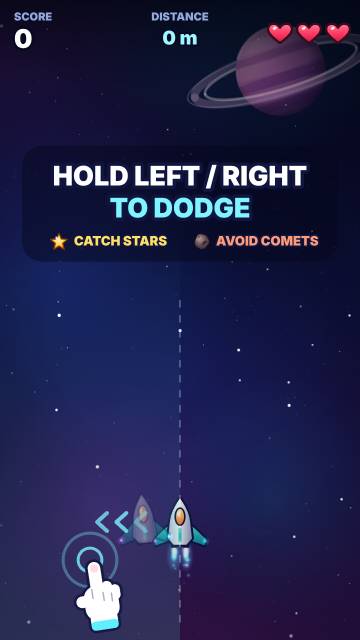 SCORE
DISTANCE
0
0 m
HOLD LEFT / RIGHT
TO DODGE
CATCH STARS
AVOID COMETS